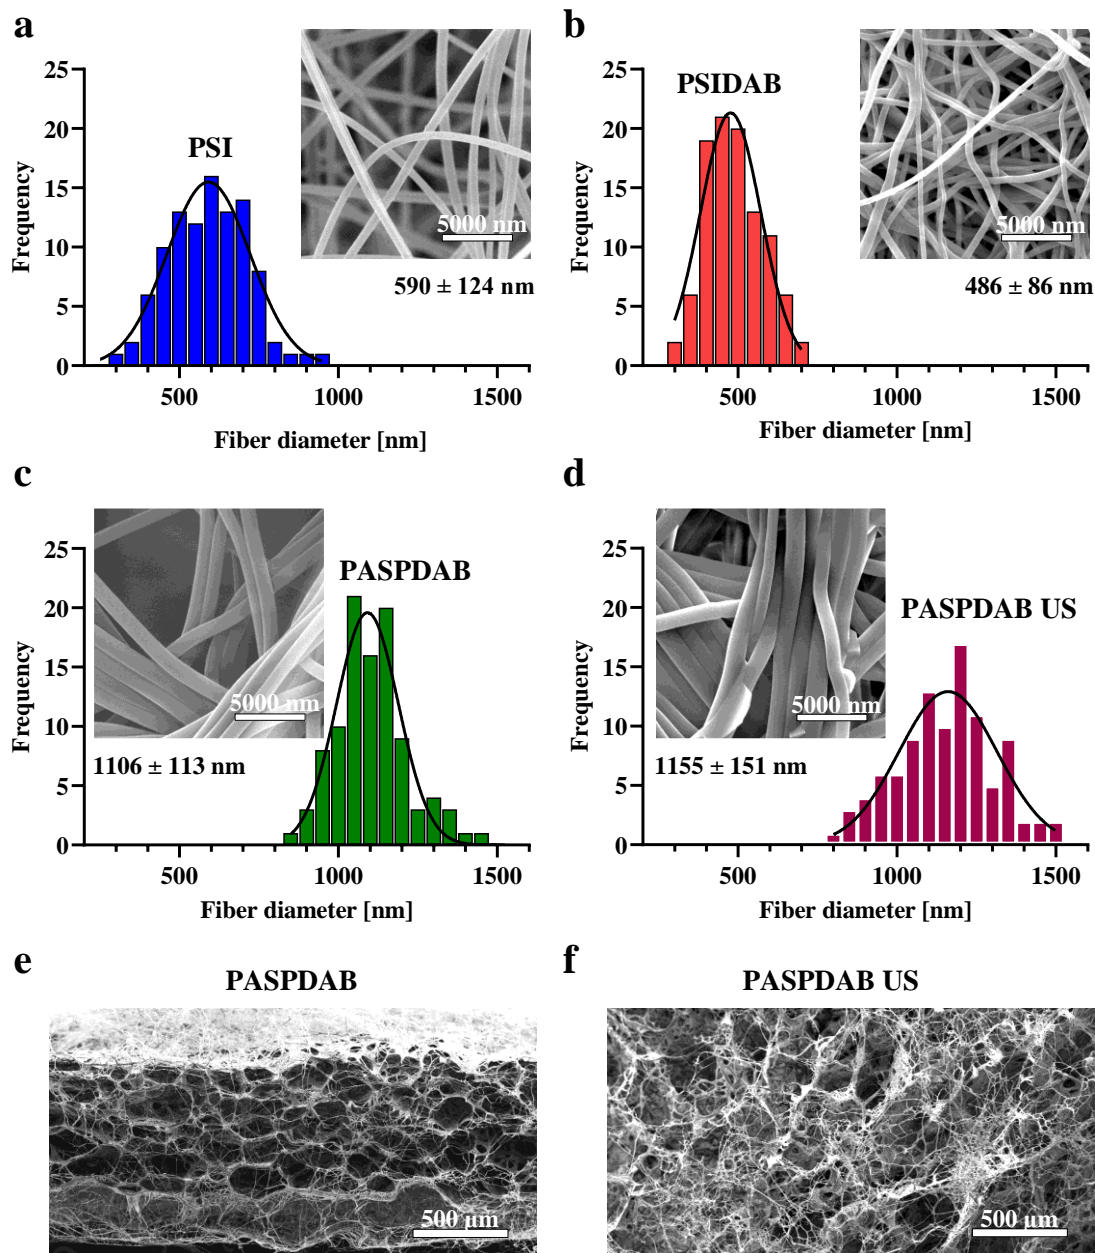 a
25
20
15
10
5
0
Frequency
PSI
5000 nm
590 ± 124 nm
500
1000
1500
Fiber diameter [nm]
b
25
20
15
10
5
0
Frequency
PSIDAB
5000 nm
486 ± 86 nm
500
1000
1500
Fiber diameter [nm]
c
25
20
15
10
5
0
Frequency
PASPDAB
5000 nm
1106 ± 113 nm
500
1000
1500
Fiber diameter [nm]
d
25
20
15
10
5
0
Frequency
PASPDAB US
5000 nm
1155 ± 151 nm
500
1000
1500
Fiber diameter [nm]
e
PASPDAB
500 µm
f
PASPDAB US
500 µm